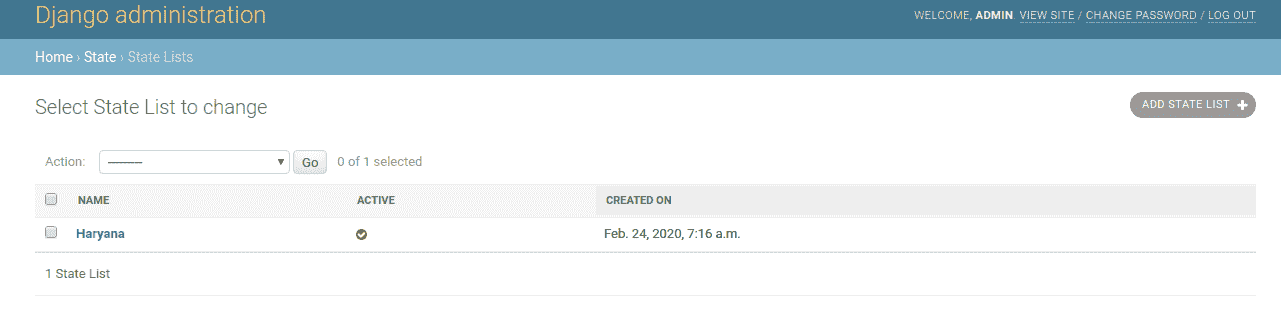 Django administration
WELCOME, ADMIN. VIEW SITE / CHANGE PASSWORD / LOG OUT
Home › State › State Lists
Select State List to change
ADD STATE LIST +
Action: --------- Go 0 of 1 selected
NAME ACTIVE CREATED ON
Haryana Feb. 24, 2020, 7:16 a.m.
1 State List